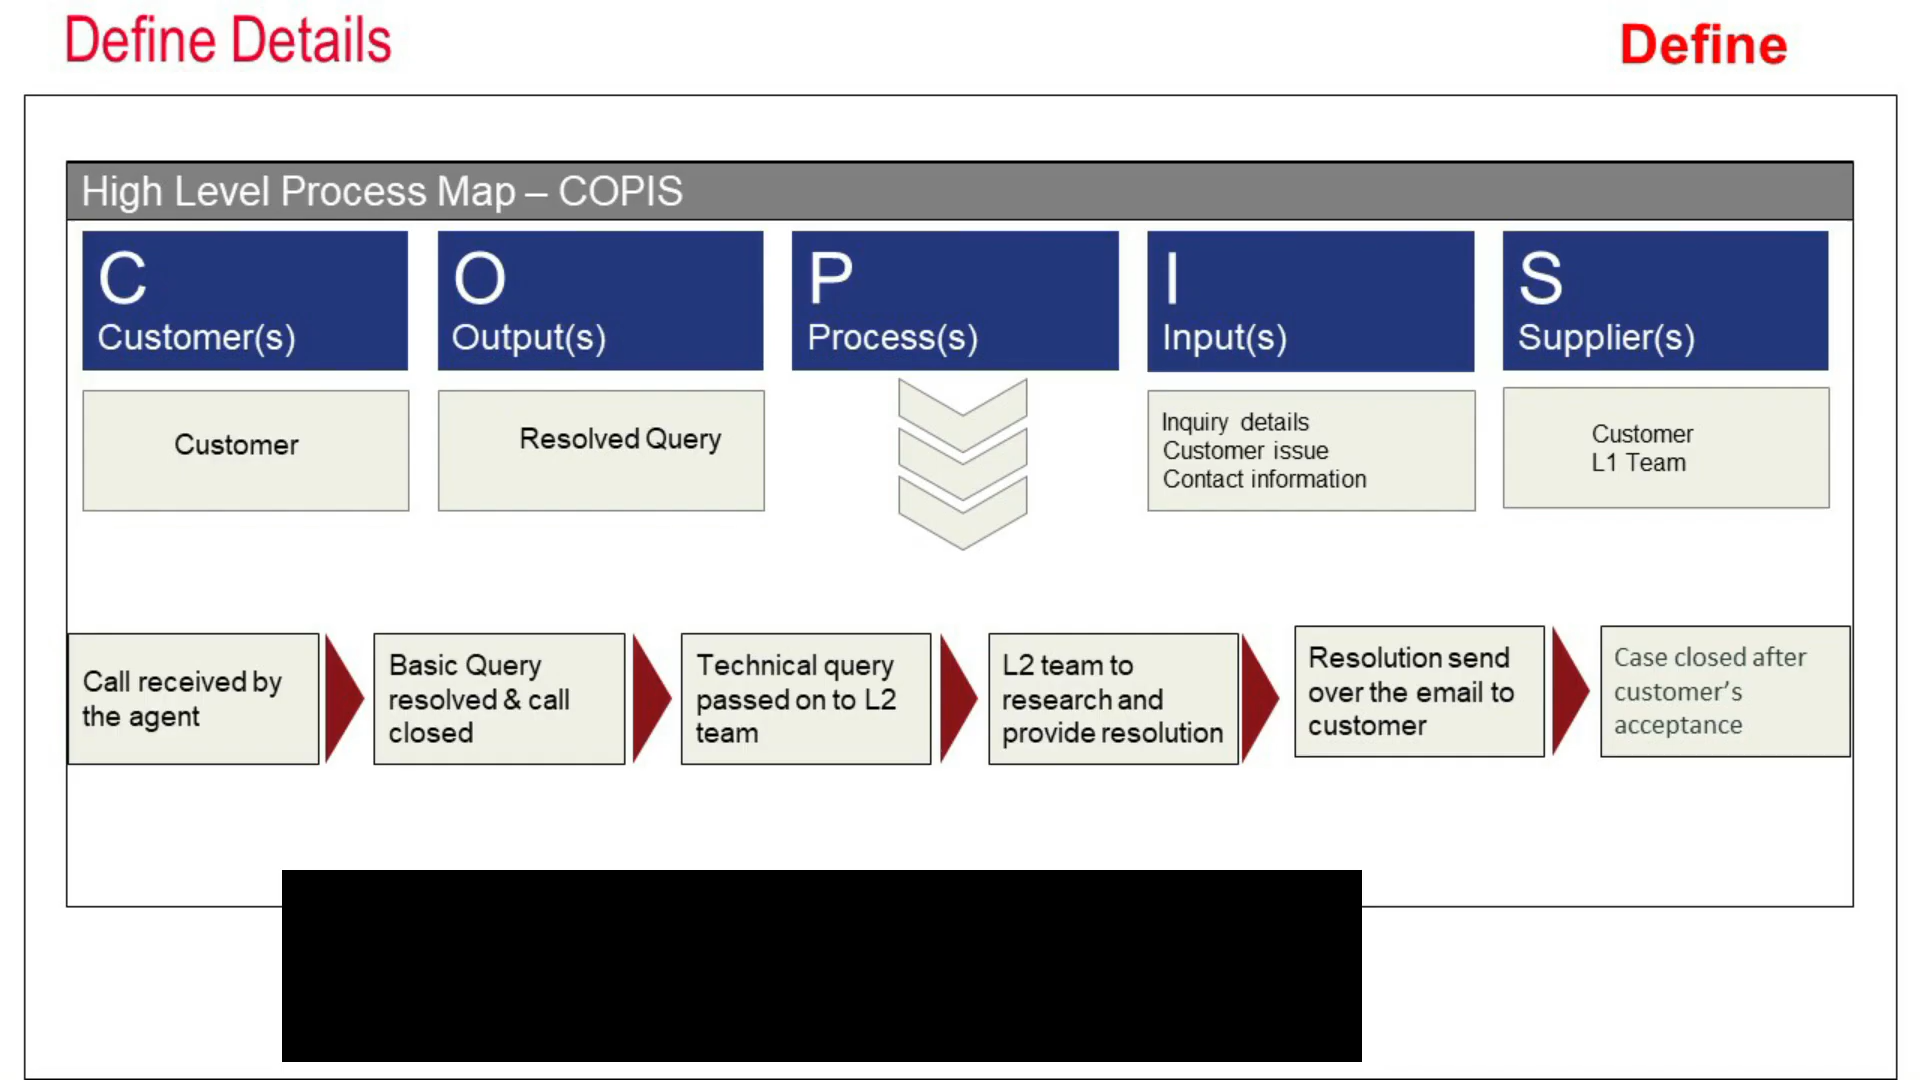 Define Details
Define
High Level Process Map – COPIS
C
Customer(s)
O
Output(s)
P
Process(s)
I
Input(s)
S
Supplier(s)
Customer
Resolved Query
Inquiry details
Customer issue
Contact information
Customer
L1 Team
Call received by
the agent
Basic Query
resolved & call
closed
Technical query
passed on to L2
team
L2 team to
research and
provide resolution
Resolution send
over the email to
customer
Case closed after
customer’s
acceptance